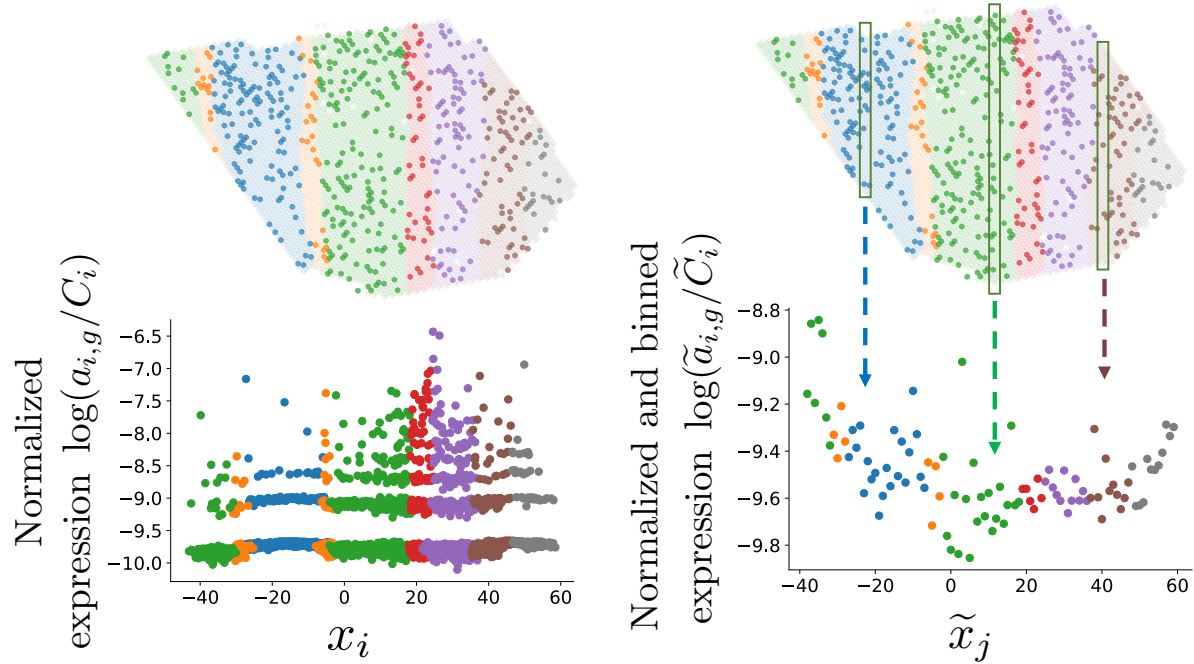 Normalized
expression log(a_{i,g}/C_i)
−6.5
−7.0
−7.5
−8.0
−8.5
−9.0
−9.5
−10.0
−40 −20 0 20 40 60
x_i
Normalized and binned
expression log(ã_{i,g}/C̃_i)
−8.8
−9.0
−9.2
−9.4
−9.6
−9.8
−40 −20 0 20 40 60
x̃_j